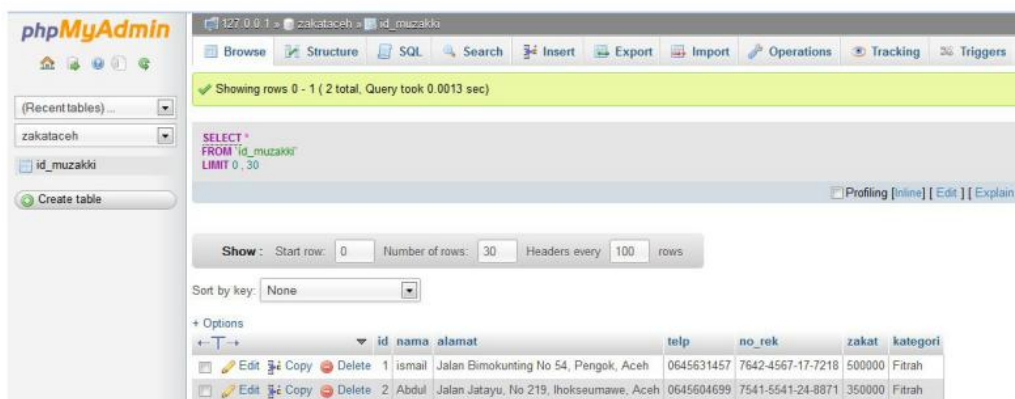 phpMyAdmin
127.0.0.1 » zakataceh » id_muzakki
Browse Structure SQL Search Insert Export Import Operations Tracking Triggers
Showing rows 0 - 1 ( 2 total, Query took 0.0013 sec)
(Recent tables) ...
zakataceh
id_muzakki
Create table
SELECT *
FROM `id_muzakki`
LIMIT 0 , 30
Profiling [Inline] [ Edit ] [ Explain
Show : Start row: 0 Number of rows: 30 Headers every 100 rows
Sort by key: None
+ Options
←T→ id nama alamat telp no_rek zakat kategori
Edit Copy Delete 1 ismail Jalan Bimokunting No 54, Pengok, Aceh 0645631457 7642-4567-17-7218 500000 Fitrah
Edit Copy Delete 2 Abdul Jalan Jatayu, No 219, lhokseumawe, Aceh 0645604699 7541-5541-24-8871 350000 Fitrah